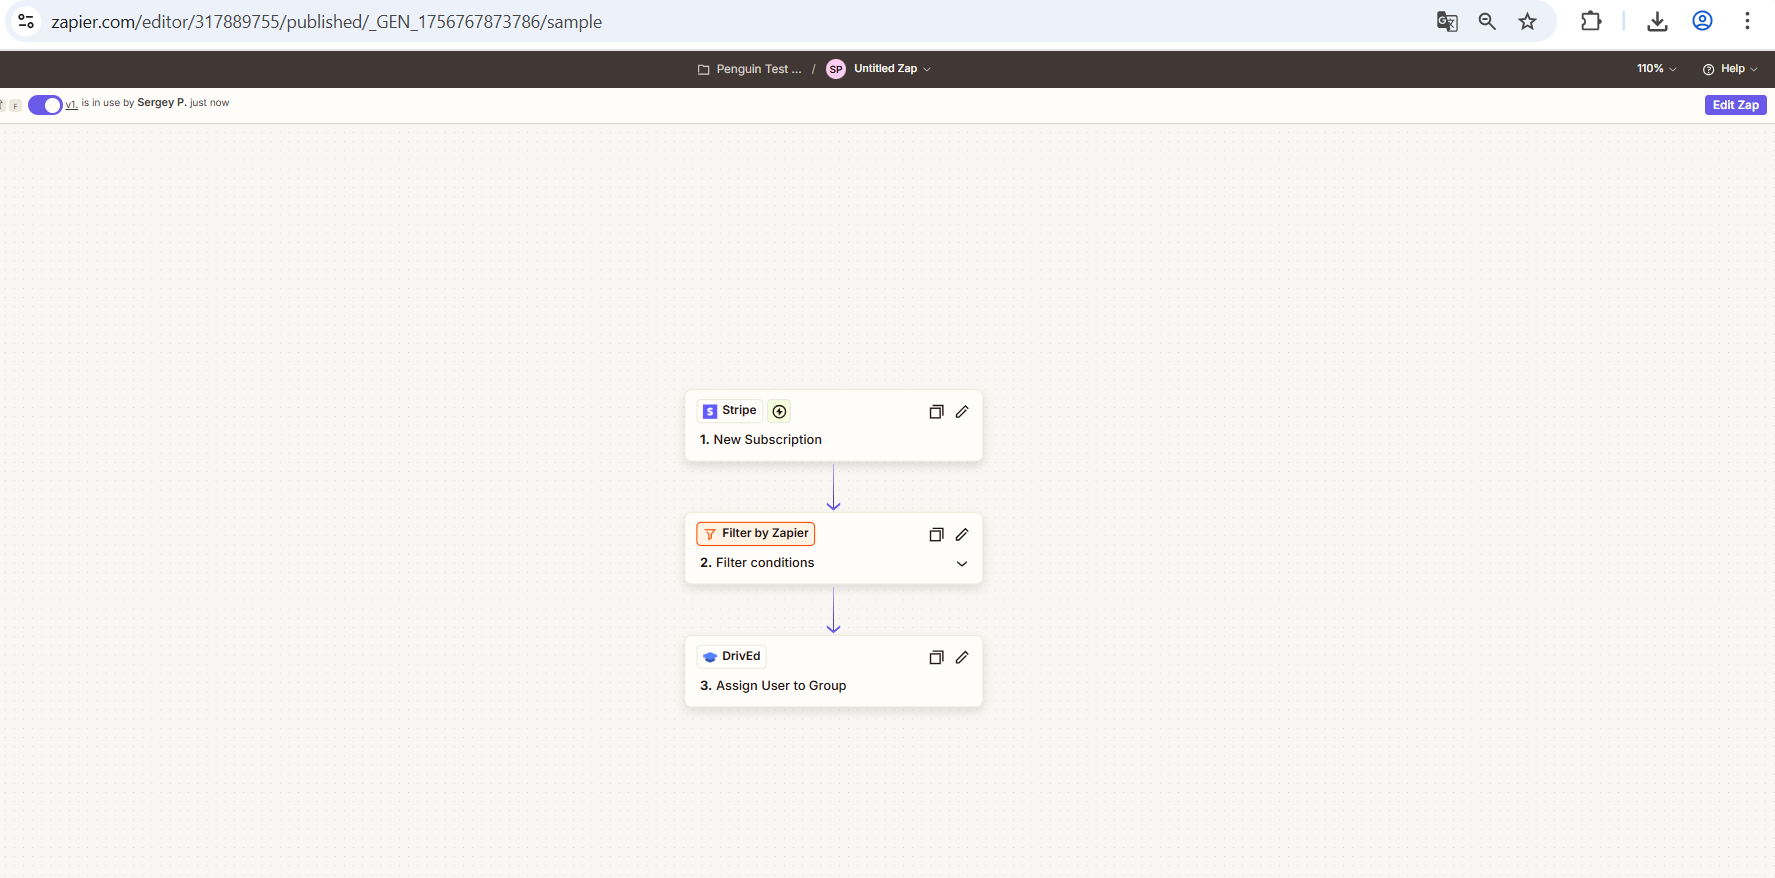 zapier.com/editor/317889755/published/_GEN_1756767873786/sample
Penguin Test ... / SP Untitled Zap
110%
Help
F
v1. is in use by Sergey P. just now
Edit Zap
Stripe
1. New Subscription
Filter by Zapier
2. Filter conditions
DrivEd
3. Assign User to Group